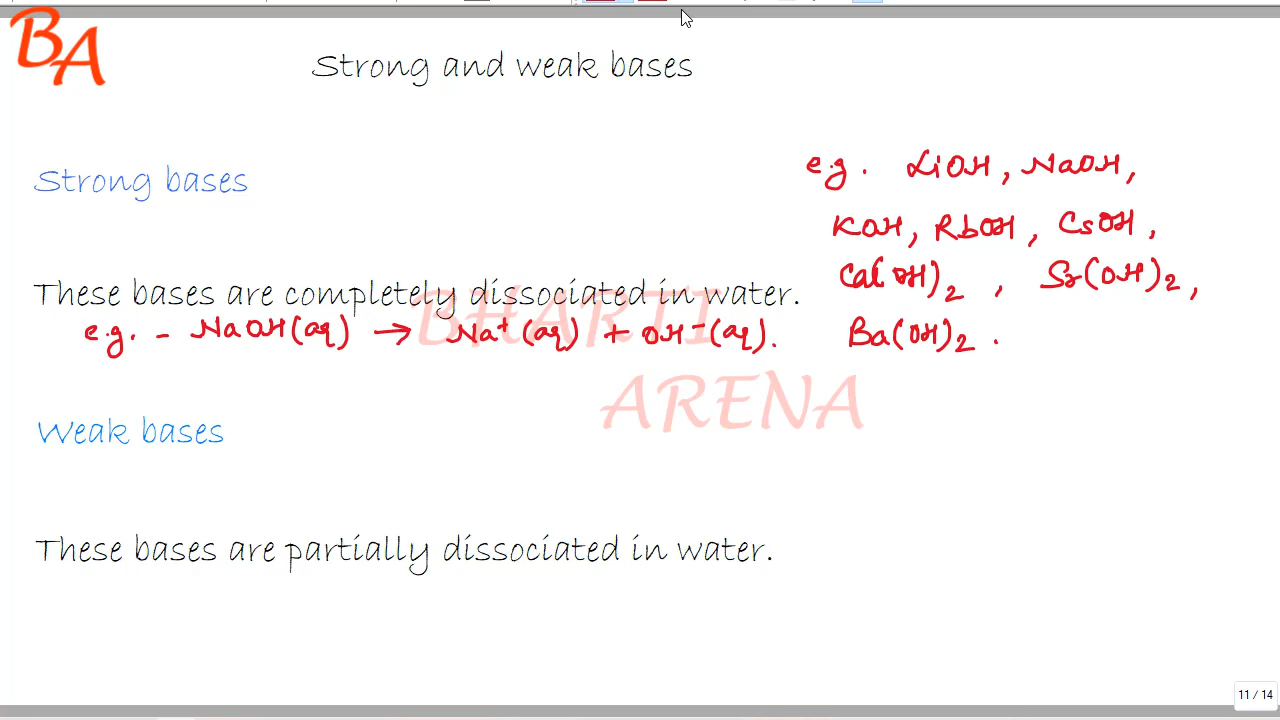 BA
Strong and weak bases
Strong bases
e.g. LiOH, NaOH,
KOH, RbOH, CsOH,
Ca(OH)2, Sr(OH)2,
Ba(OH)2.
These bases are completely dissociated in water.
e.g. - NaOH(aq) → Na+ (aq) + OH-(aq).
BHARTI
ARENA
Weak bases
These bases are partially dissociated in water.
11 / 14